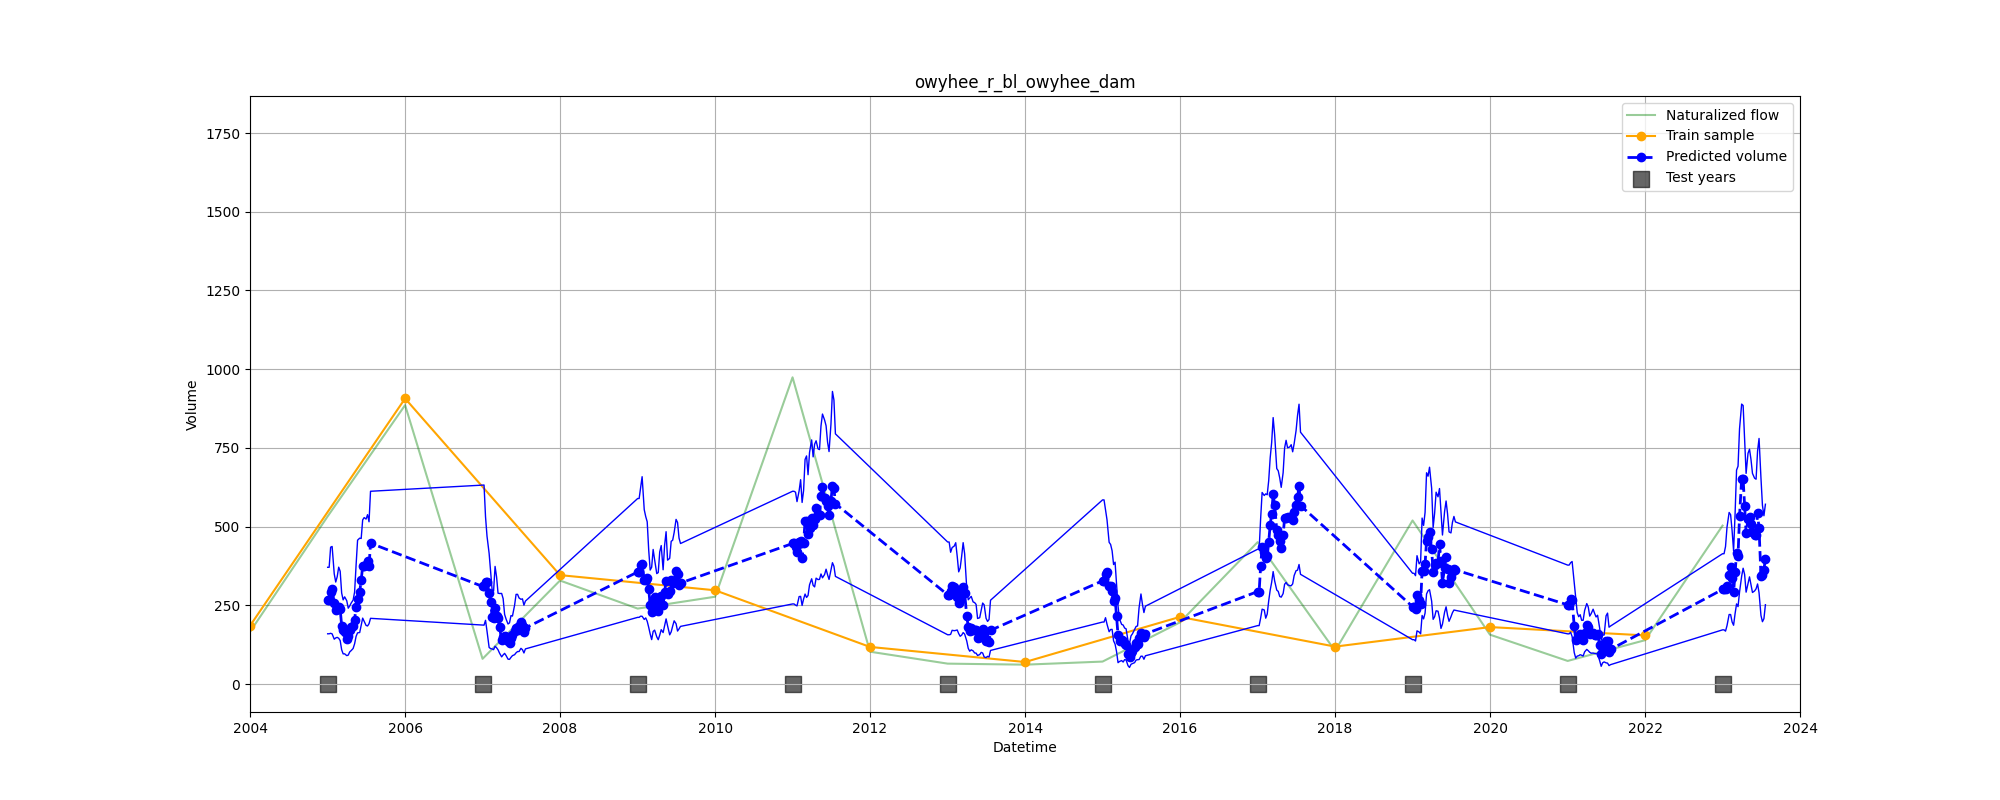 owyhee_r_bl_owyhee_dam
Naturalized flow
Train sample
Predicted volume
Test years
Volume
1750
1500
1250
1000
750
500
250
0
2004 2006 2008 2010 2012 2014 2016 2018 2020 2022 2024
Datetime